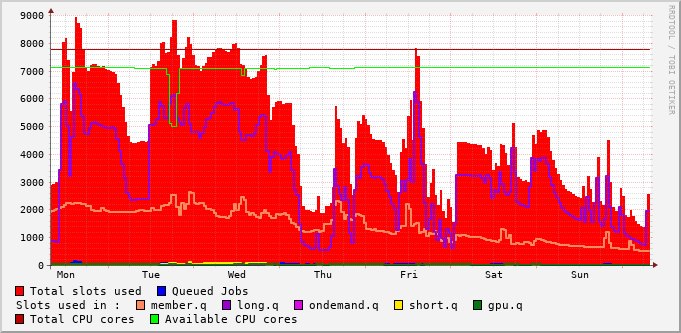 9000
8000
7000
6000
5000
4000
3000
2000
1000
0
Mon Tue Wed Thu Fri Sat Sun
RRDTOOL / TOBI OETIKER
Total slots used Queued Jobs
Slots used in : member.q long.q ondemand.q short.q gpu.q
Total CPU cores Available CPU cores